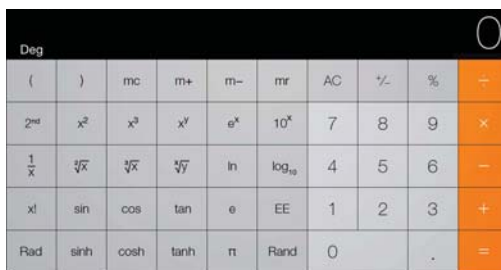 0
Deg
( ) mc m+ m− mr AC +/− % ÷
2ⁿᵈ x² x³ xʸ eˣ 10ˣ 7 8 9 ×
1/x ²√x ³√x ˣ√y ln log₁₀ 4 5 6 −
x! sin cos tan e EE 1 2 3 +
Rad sinh cosh tanh π Rand 0 . =